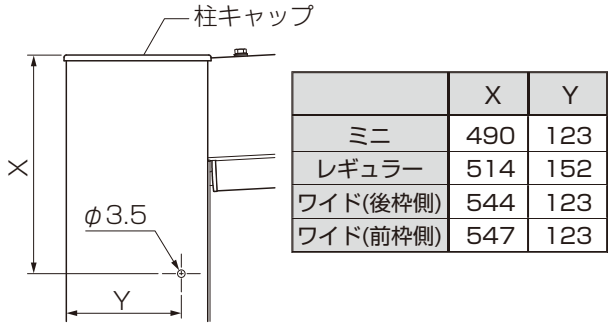 柱キャップ
X
φ3.5
Y
X Y
ミニ 490 123
レギュラー 514 152
ワイド(後枠側) 544 123
ワイド(前枠側) 547 123